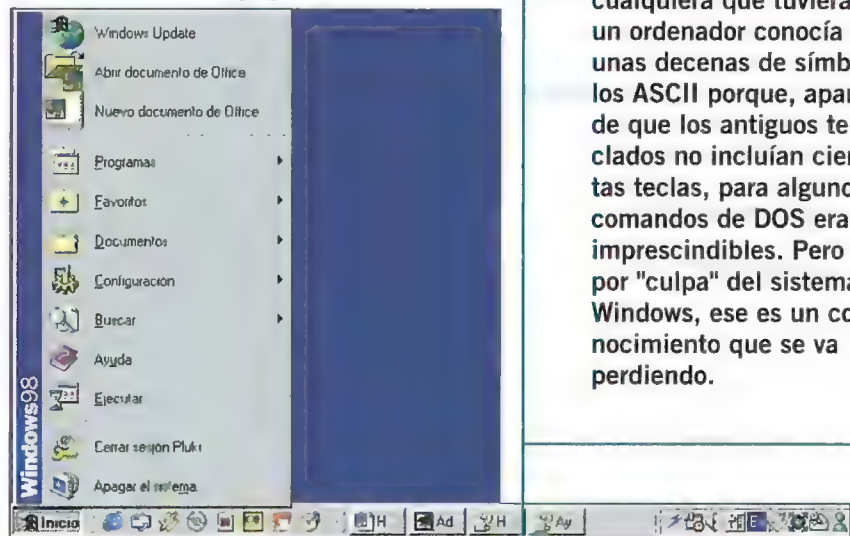 Windows Update
Abrir documento de Office
Nuevo documento de Office
Programas
Favoritos
Documentos
Configuración
Buscar
Ayuda
Ejecutar
Cerrar sesión Pluki
Apagar el sistema
Windows98
Inicio
H
Ad
H
Ay
E
cualquiera que tuviera
un ordenador conocía
unas decenas de símb
los ASCII porque, apar
de que los antiguos te
clados no incluían cier
tas teclas, para alguno
comandos de DOS era
imprescindibles. Pero
por "culpa" del sistema
Windows, ese es un co
nocimiento que se va
perdiendo.